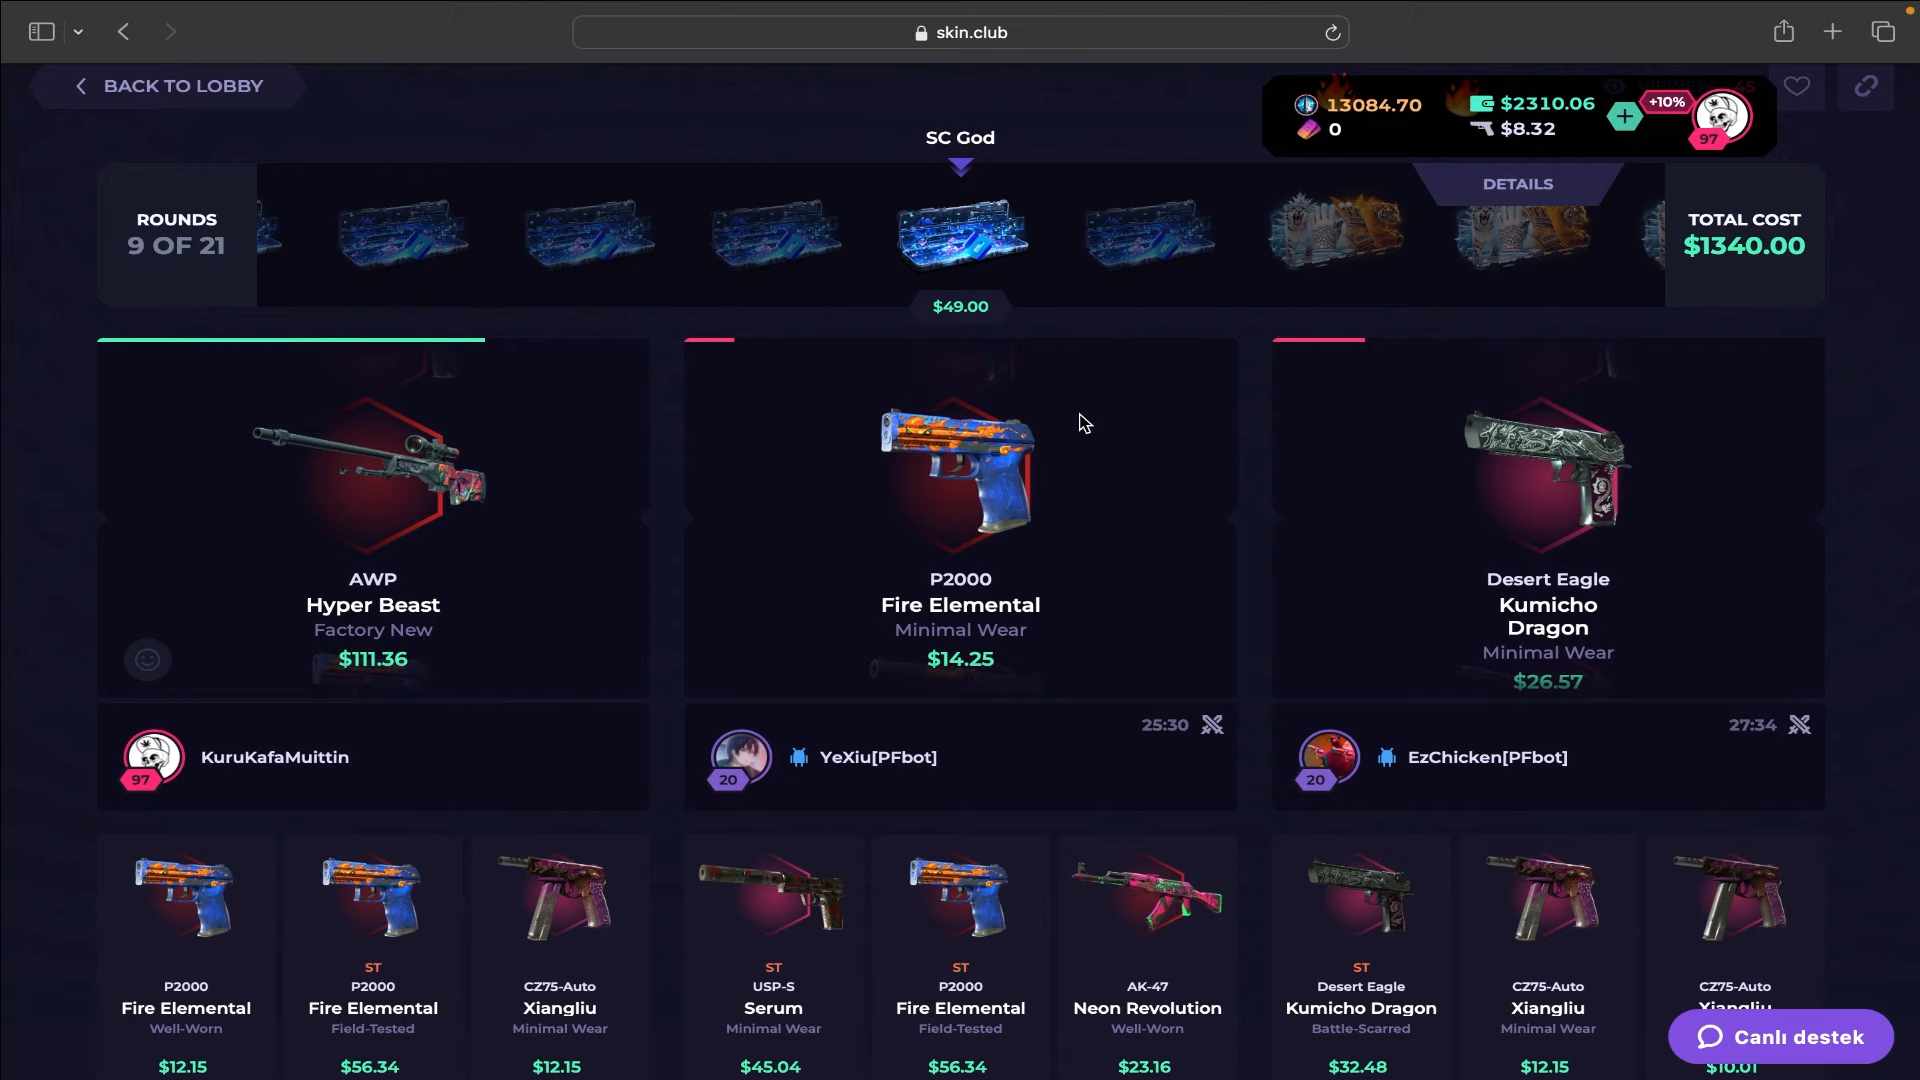 skin.club
BACK TO LOBBY
13084.70
$2310.06
+10%
0
$8.32
97
SC God
DETAILS
ROUNDS
9 OF 21
TOTAL COST
$1340.00
$49.00
AWP
Hyper Beast
Factory New
$111.36
P2000
Fire Elemental
Minimal Wear
$14.25
Desert Eagle
Kumicho
Dragon
Minimal Wear
$26.57
KuruKafaMuittin
97
25:30
YeXiu[PFbot]
20
27:34
EzChicken[PFbot]
20
P2000
Fire Elemental
Well-Worn
$12.15
ST
P2000
Fire Elemental
Field-Tested
$56.34
CZ75-Auto
Xiangliu
Minimal Wear
$12.15
ST
USP-S
Serum
Minimal Wear
$45.04
ST
P2000
Fire Elemental
Field-Tested
$56.34
AK-47
Neon Revolution
Well-Worn
$23.16
ST
Desert Eagle
Kumicho Dragon
Battle-Scarred
$32.48
CZ75-Auto
Xiangliu
Minimal Wear
$12.15
CZ75-Auto
Xiangliu
$10.01
Canlı destek